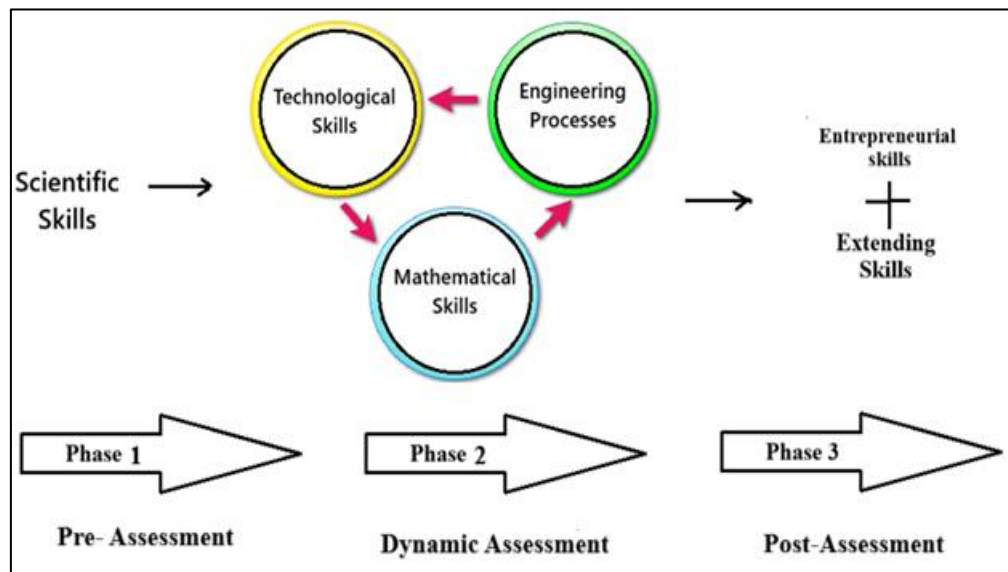 Technological
Skills
Engineering
Processes
Scientific
Skills
Mathematical
Skills
Entrepreneurial
skills
Extending
Skills
Phase 1
Phase 2
Phase 3
Pre- Assessment
Dynamic Assessment
Post-Assessment